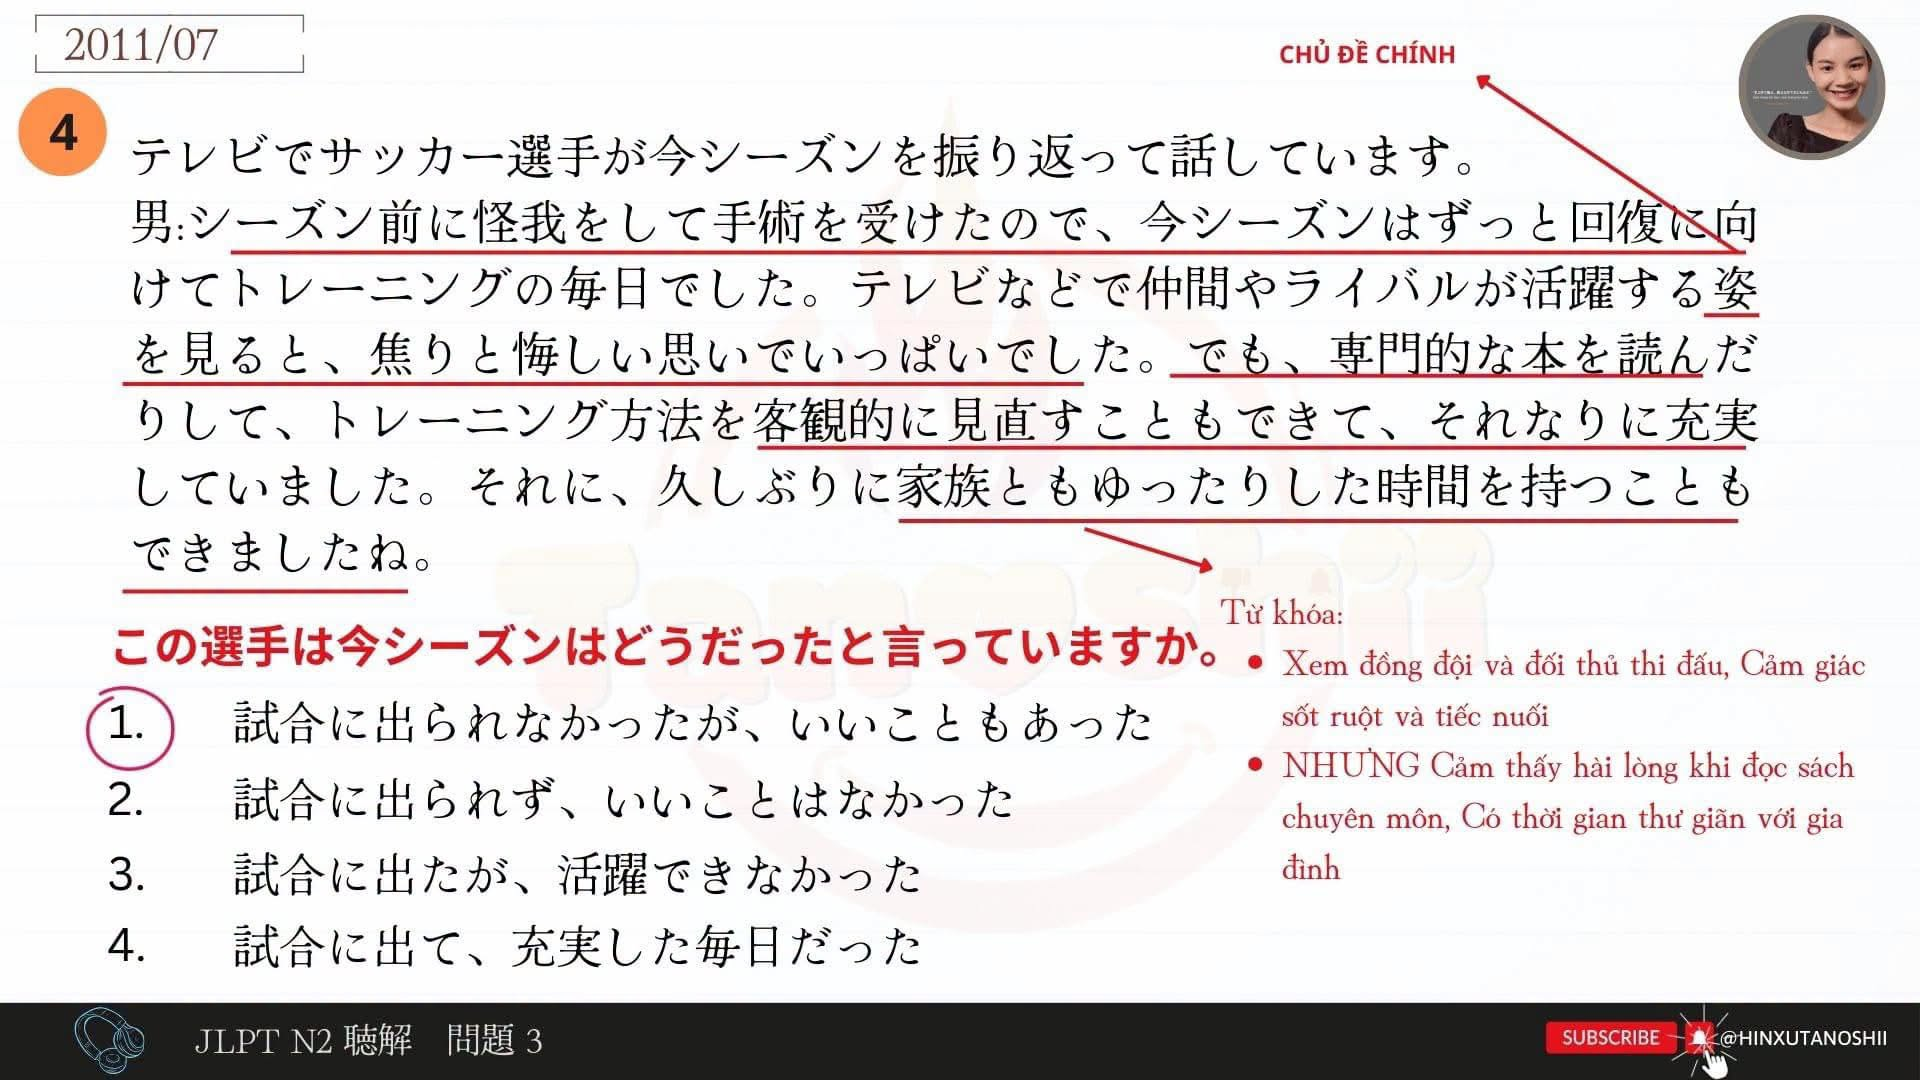 2011/07
CHỦ ĐỀ CHÍNH
4
テレビでサッカー選手が今シーズンを振り返って話しています。
男:シーズン前に怪我をして手術を受けたので、今シーズンはずっと回復に向
けてトレーニングの毎日でした。テレビなどで仲間やライバルが活躍する姿
を見ると、焦りと悔しい思いでいっぱいでした。でも、専門的な本を読んだ
りして、トレーニング方法を客観的に見直すこともできて、それなりに充実
していました。それに、久しぶりに家族ともゆったりした時間を持つことも
できましたね。
Tanoshii
この選手は今シーズンはどうだったと言っていますか。
1. 試合に出られなかったが、いいこともあった
2. 試合に出られず、いいことはなかった
3. 試合に出たが、活躍できなかった
4. 試合に出て、充実した毎日だった
Từ khóa:
• Xem đồng đội và đối thủ thi đấu, Cảm giác
sốt ruột và tiếc nuối
• NHƯNG Cảm thấy hài lòng khi đọc sách
chuyên môn, Có thời gian thư giãn với gia
đình
JLPT N2 聴解 問題 3
SUBSCRIBE
@HINXUTANOSHII